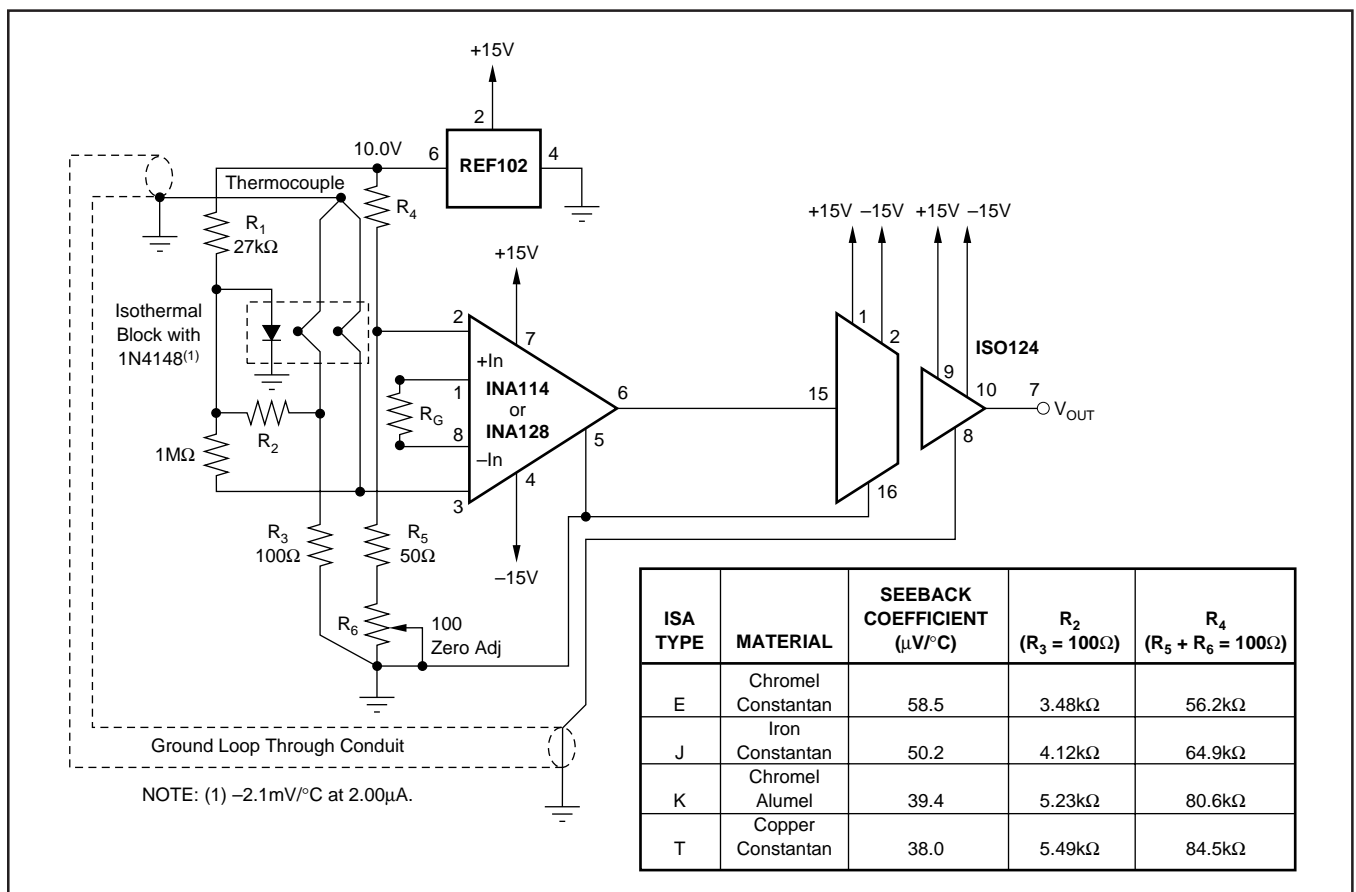 +15V
2
10.0V
6
REF102
4
Thermocouple
R4
R1
27kΩ
+15V –15V +15V –15V
+15V
Isothermal
Block with
1N4148(1)
2
7
1
2
ISO124
+In
1
INA114
or
INA128
6
15
9
10
7
VOUT
RG
8
–In
5
8
R2
1MΩ
4
3
16
R3
100Ω
R5
50Ω
–15V
R6
100
Zero Adj
Ground Loop Through Conduit
NOTE: (1) –2.1mV/°C at 2.00µA.
ISA TYPE
MATERIAL
SEEBACK COEFFICIENT (µV/°C)
R2 (R3 = 100Ω)
R4 (R5 + R6 = 100Ω)
E
Chromel
Constantan
58.5
3.48kΩ
56.2kΩ
J
Iron
Constantan
50.2
4.12kΩ
64.9kΩ
K
Chromel
Alumel
39.4
5.23kΩ
80.6kΩ
T
Copper
Constantan
38.0
5.49kΩ
84.5kΩ